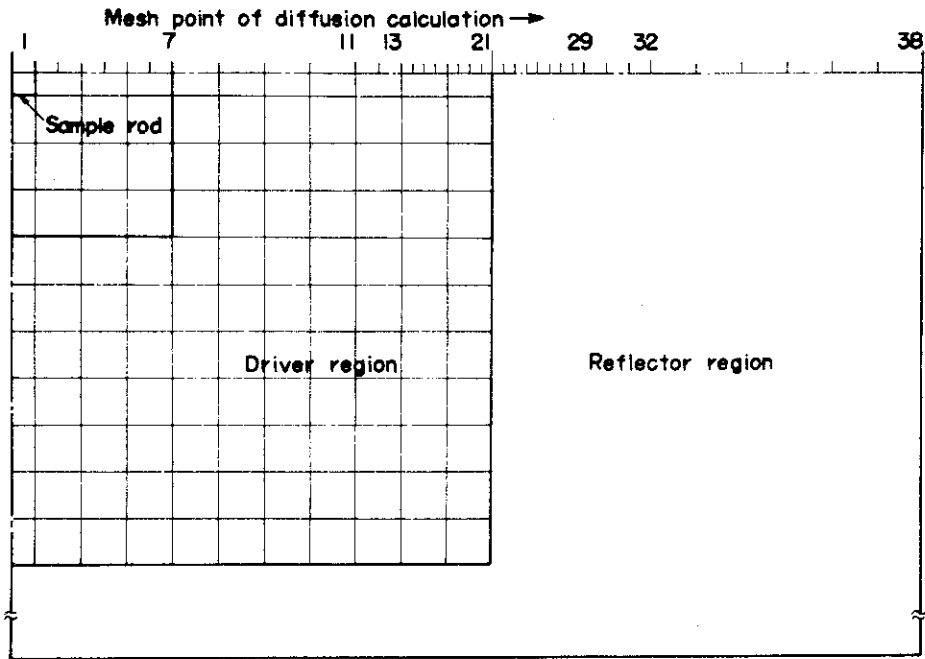 Mesh point of diffusion calculation →
1 7 11 13 21 29 32 38
Sample rod
Driver region
Reflector region